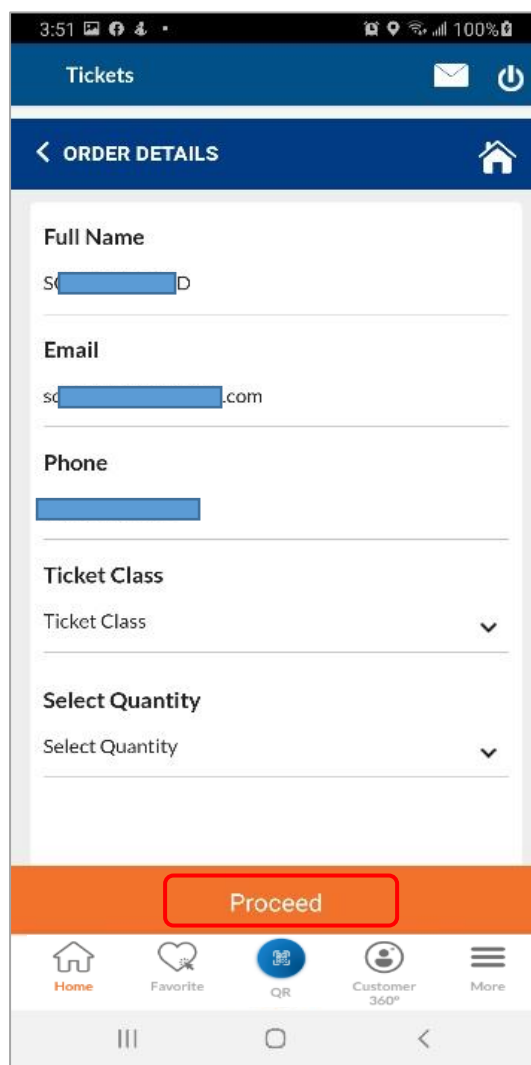 3:51 100%
Tickets
ORDER DETAILS
Full Name
S D
Email
sc .com
Phone
Ticket Class
Ticket Class
Select Quantity
Select Quantity
Proceed
Home Favorite QR Customer 360° More